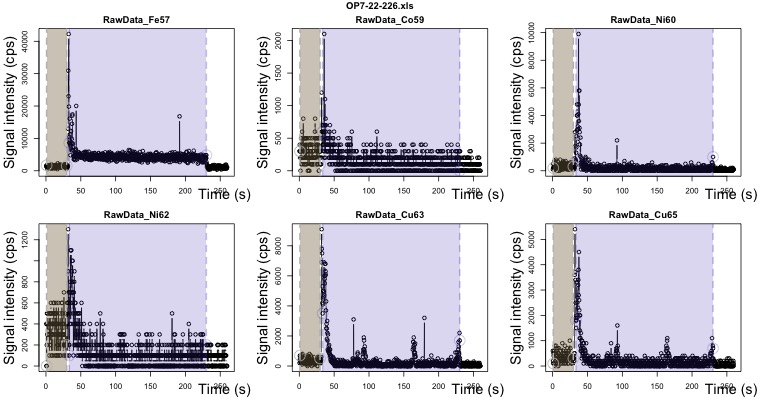 OP7-22-226.xls
RawData_Fe57 RawData_Co59 RawData_Ni60
Signal intensity (cps) Signal intensity (cps) Signal intensity (cps)
40000 30000 20000 10000 0
2000 1500 1000 500 0
10000 8000 6000 4000 2000 0
0 50 100 150 200 250 0 50 100 150 200 250 0 50 100 150 200 250
Time (s) Time (s) Time (s)
RawData_Ni62 RawData_Cu63 RawData_Cu65
Signal intensity (cps) Signal intensity (cps) Signal intensity (cps)
1200 1000 800 600 400 200 0
8000 6000 4000 2000 0
5000 4000 3000 2000 1000 0
0 50 100 150 200 250 0 50 100 150 200 250 0 50 100 150 200 250
Time (s) Time (s) Time (s)